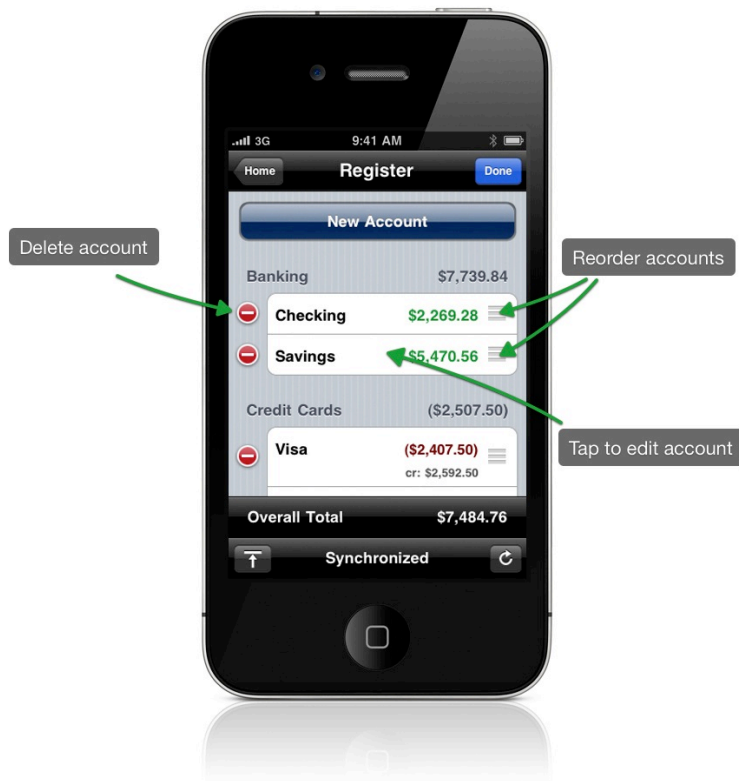 3G 9:41 AM
Home Register Done
New Account
Delete account
Reorder accounts
Banking $7,739.84
Checking $2,269.28
Savings $5,470.56
Credit Cards ($2,507.50)
Tap to edit account
Visa ($2,407.50)
cr: $2,592.50
Overall Total $7,484.76
Synchronized